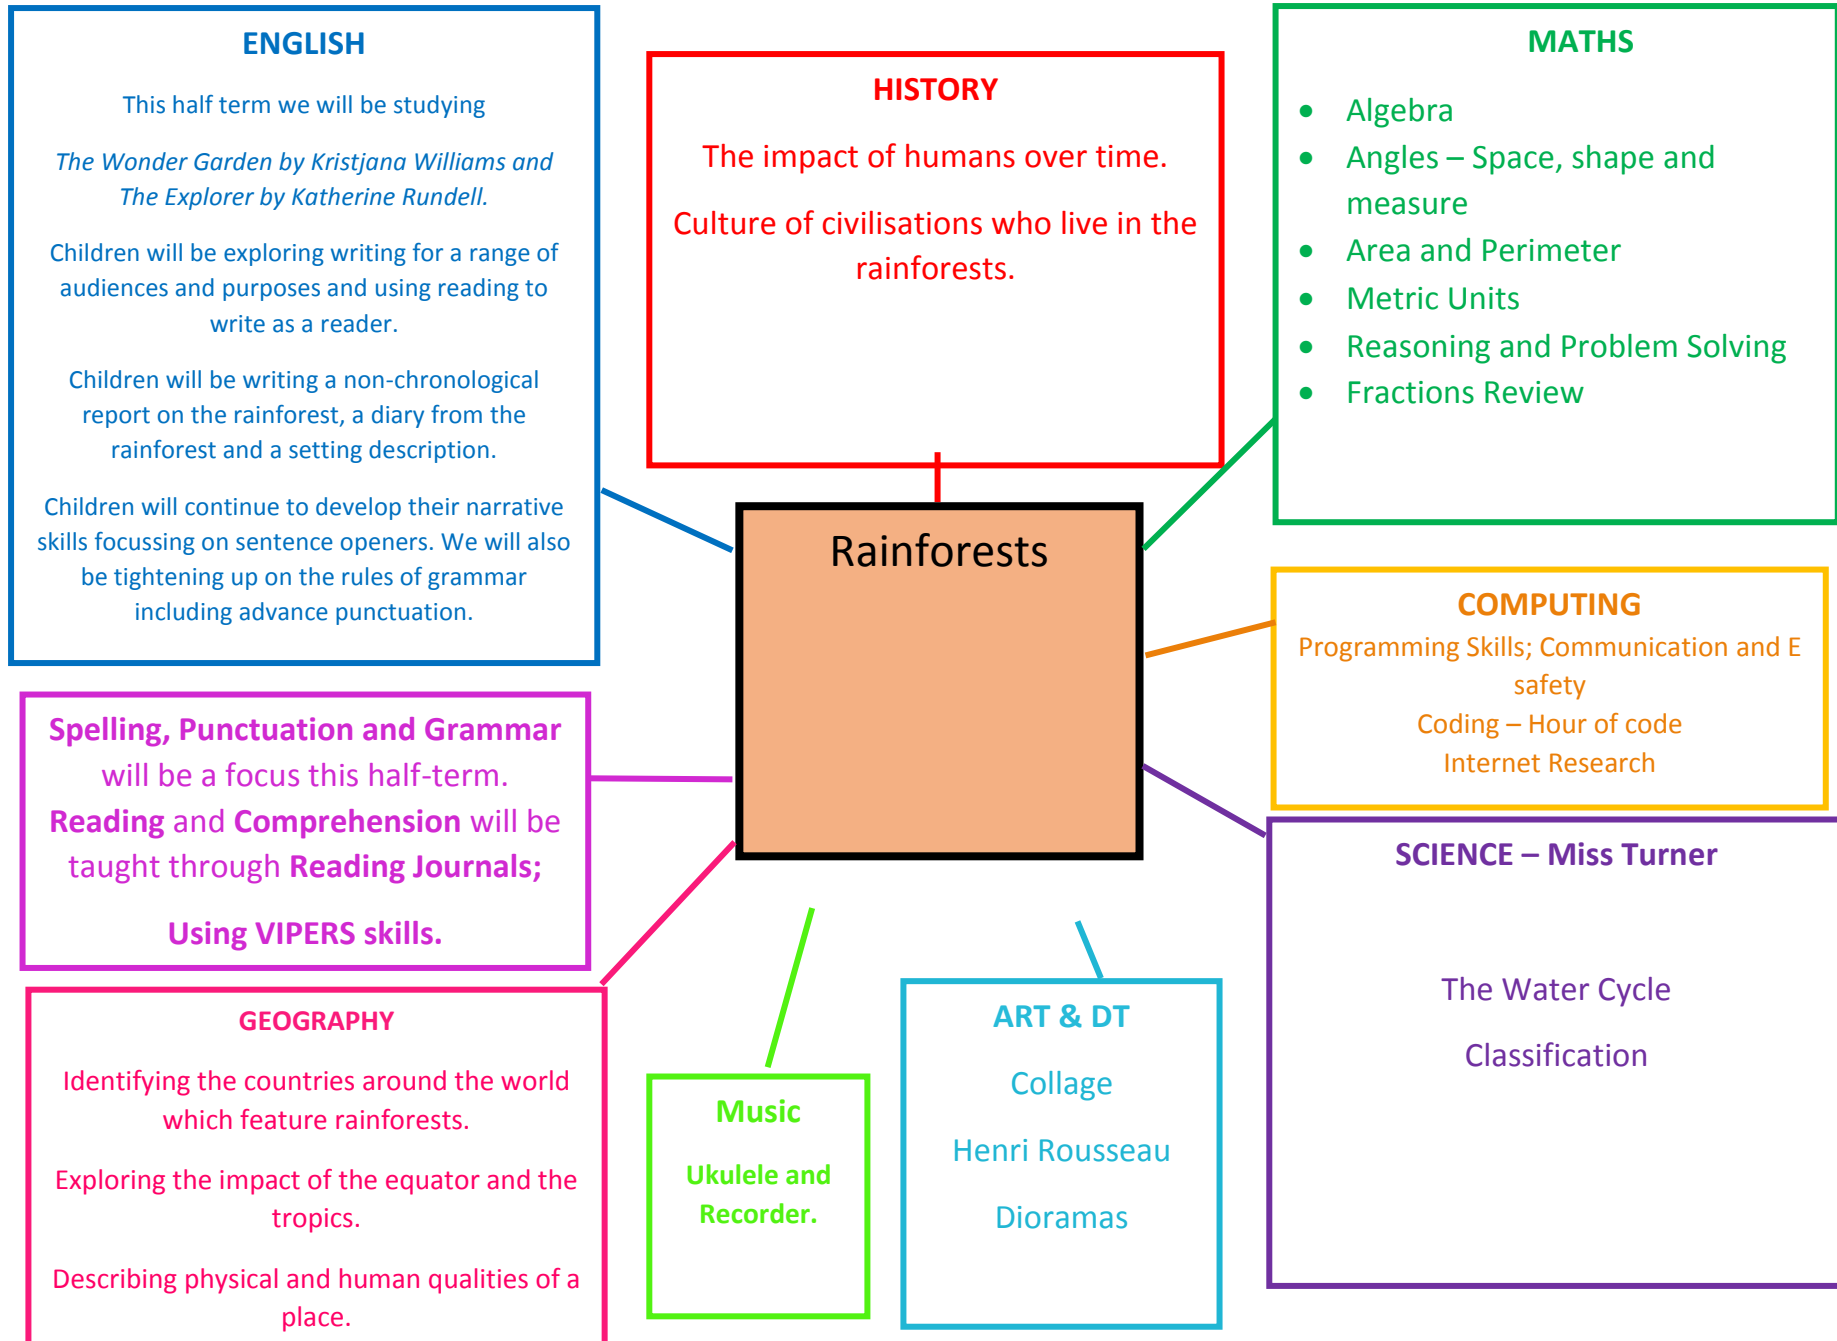 ENGLISH
This half term we will be studying
The Wonder Garden by Kristjana Williams and
The Explorer by Katherine Rundell.
Children will be exploring writing for a range of
audiences and purposes and using reading to
write as a reader.
Children will be writing a non-chronological
report on the rainforest, a diary from the
rainforest and a setting description.
Children will continue to develop their narrative
skills focussing on sentence openers. We will also
be tightening up on the rules of grammar
including advance punctuation.
HISTORY
The impact of humans over time.
Culture of civilisations who live in the
rainforests.
MATHS
• Algebra
• Angles – Space, shape and
measure
• Area and Perimeter
• Metric Units
• Reasoning and Problem Solving
• Fractions Review
Rainforests
COMPUTING
Programming Skills; Communication and E
safety
Coding – Hour of code
Internet Research
Spelling, Punctuation and Grammar
will be a focus this half-term.
Reading and Comprehension will be
taught through Reading Journals;
Using VIPERS skills.
SCIENCE – Miss Turner
The Water Cycle
Classification
GEOGRAPHY
Identifying the countries around the world
which feature rainforests.
Exploring the impact of the equator and the
tropics.
Describing physical and human qualities of a
place.
Music
Ukulele and
Recorder.
ART & DT
Collage
Henri Rousseau
Dioramas